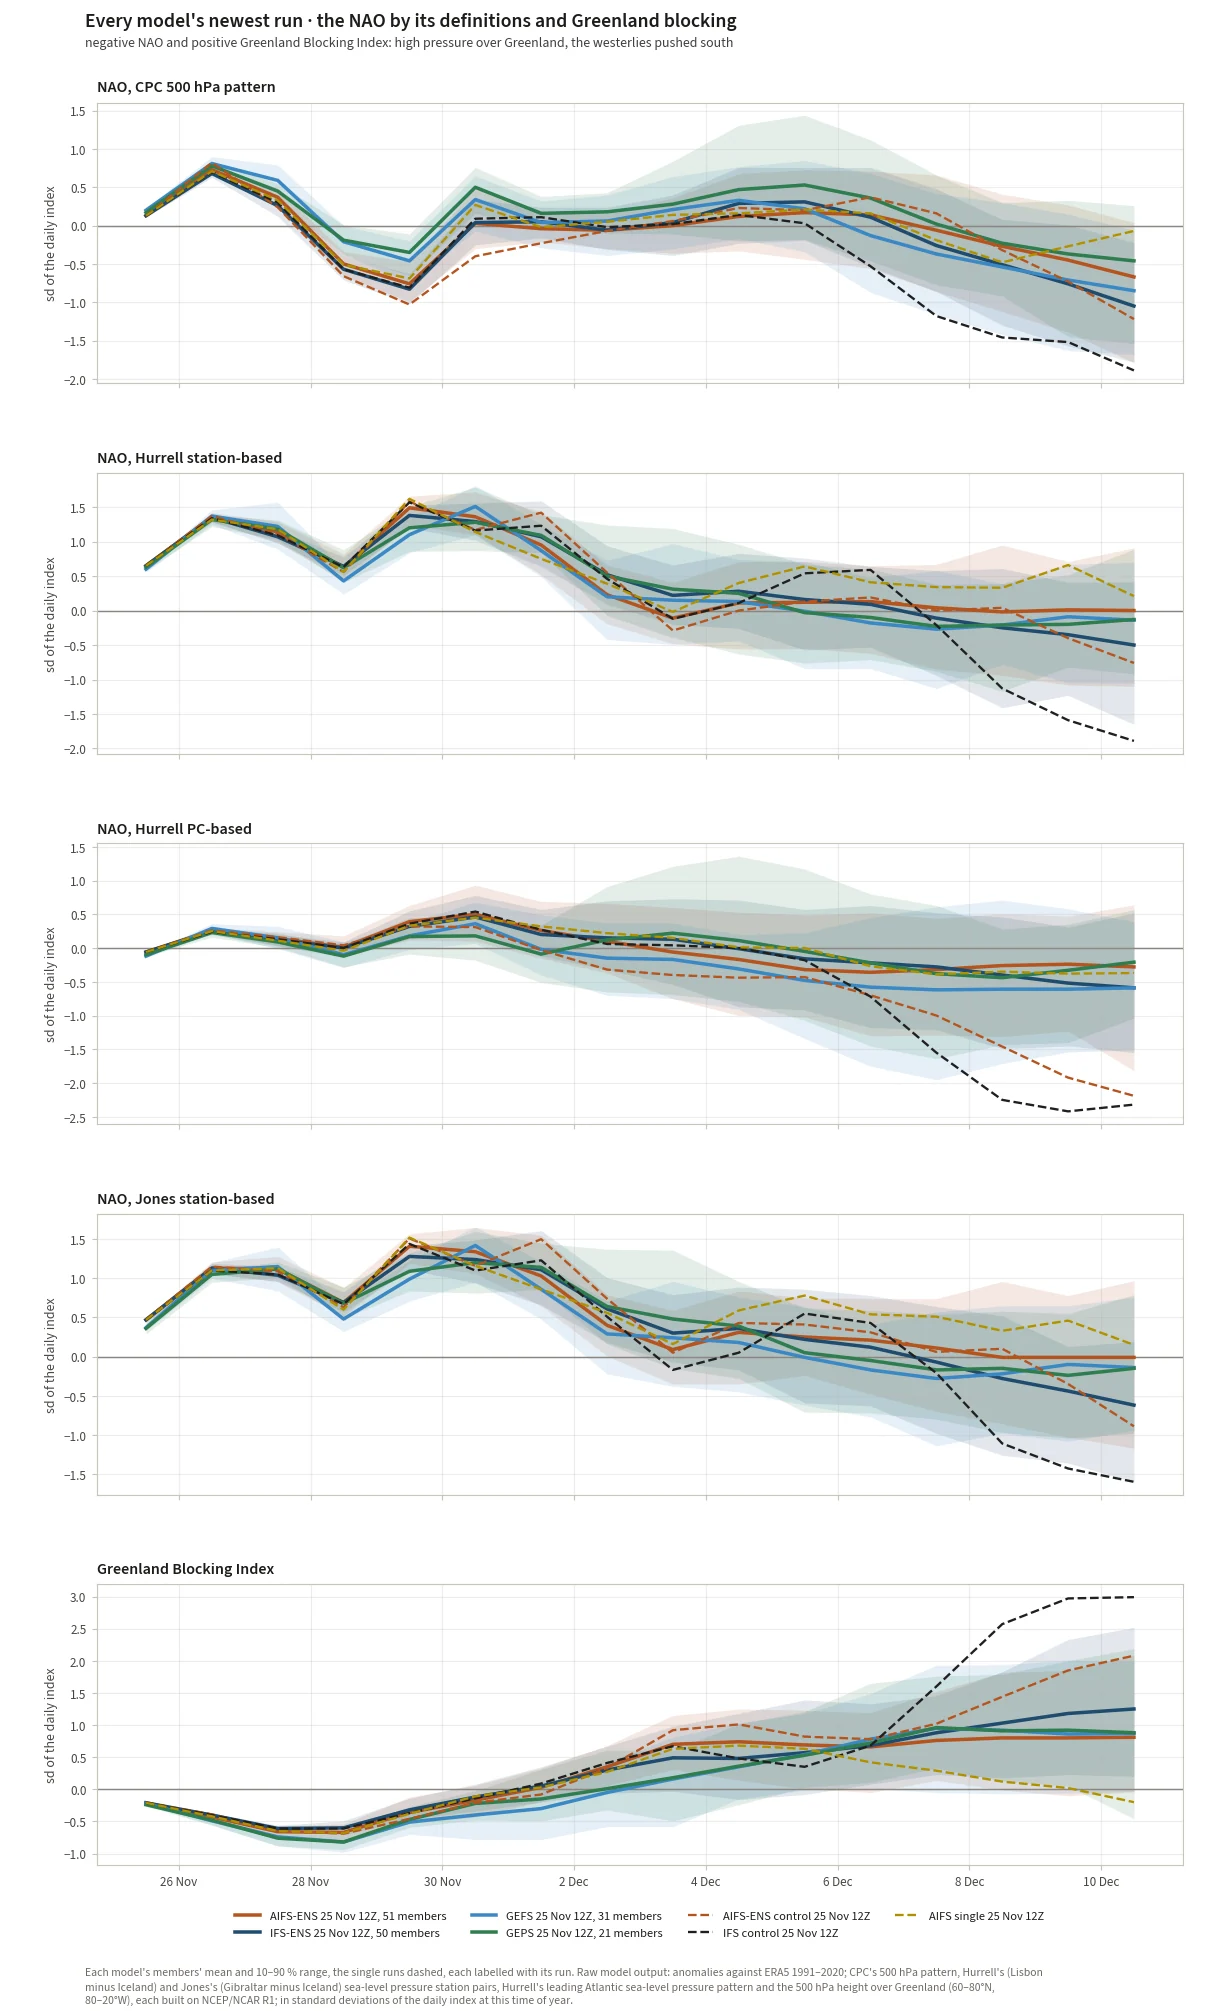 Every model's newest run · the NAO by its definitions and Greenland blocking
negative NAO and positive Greenland Blocking Index: high pressure over Greenland, the westerlies pushed south
NAO, CPC 500 hPa pattern
sd of the daily index
1.5
1.0
0.5
0.0
−0.5
−1.0
−1.5
−2.0
NAO, Hurrell station-based
sd of the daily index
1.5
1.0
0.5
0.0
−0.5
−1.0
−1.5
−2.0
NAO, Hurrell PC-based
sd of the daily index
1.5
1.0
0.5
0.0
−0.5
−1.0
−1.5
−2.0
−2.5
NAO, Jones station-based
sd of the daily index
1.5
1.0
0.5
0.0
−0.5
−1.0
−1.5
Greenland Blocking Index
sd of the daily index
3.0
2.5
2.0
1.5
1.0
0.5
0.0
−0.5
−1.0
26 Nov 28 Nov 30 Nov 2 Dec 4 Dec 6 Dec 8 Dec 10 Dec
AIFS-ENS 25 Nov 12Z, 51 members GEFS 25 Nov 12Z, 31 members AIFS-ENS control 25 Nov 12Z AIFS single 25 Nov 12Z
IFS-ENS 25 Nov 12Z, 50 members GEPS 25 Nov 12Z, 21 members IFS control 25 Nov 12Z
Each model's members' mean and 10–90 % range, the single runs dashed, each labelled with its run. Raw model output: anomalies against ERA5 1991–2020; CPC's 500 hPa pattern, Hurrell's (Lisbon
minus Iceland) and Jones's (Gibraltar minus Iceland) sea-level pressure station pairs, Hurrell's leading Atlantic sea-level pressure pattern and the 500 hPa height over Greenland (60–80°N,
80–20°W), each built on NCEP/NCAR R1; in standard deviations of the daily index at this time of year.